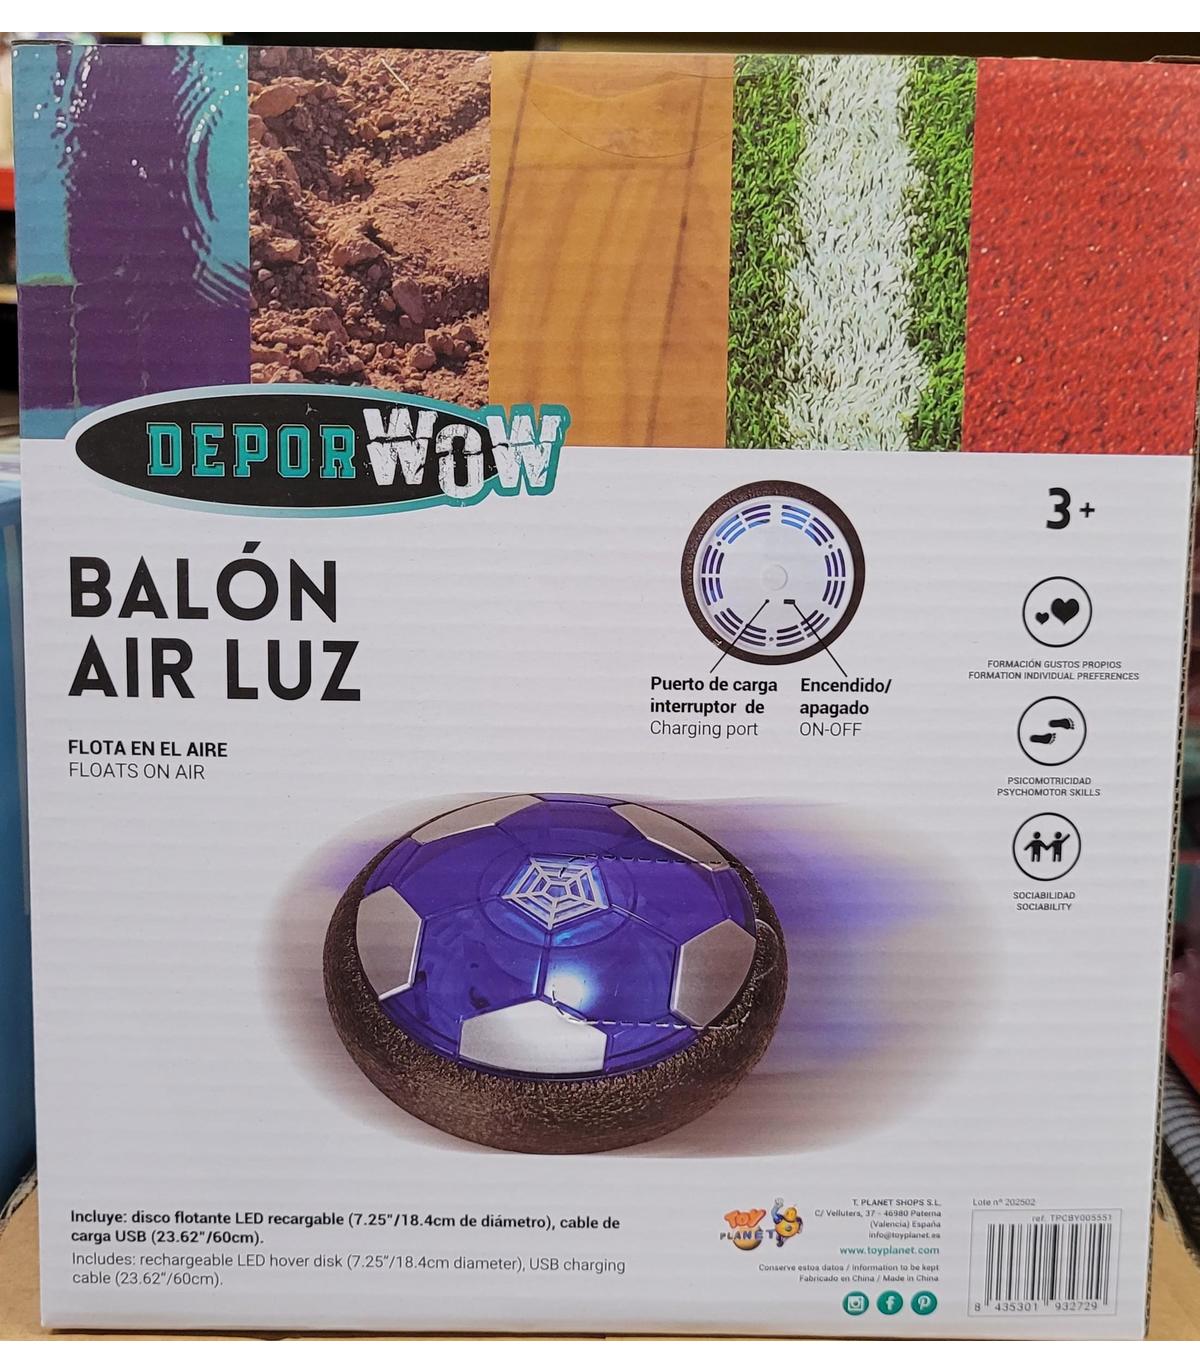 DEPORWOW
BALÓN
AIR LUZ
FLOTA EN EL AIRE
FLOATS ON AIR
Puerto de carga
interruptor de
Charging port
Encendido/
apagado
ON-OFF
3+
FORMACIÓN GUSTOS PROPIOS
FORMATION INDIVIDUAL PREFERENCES
PSICOMOTRICIDAD
PSYCHOMOTOR SKILLS
SOCIABILIDAD
SOCIABILITY
Incluye: disco flotante LED recargable (7.25"/18.4cm de diámetro), cable de
carga USB (23.62"/60cm).
Includes: rechargeable LED hover disk (7.25"/18.4cm diameter), USB charging
cable (23.62"/60cm).
TOY
PLANET
T. PLANET SHOPS S.L.
C/ Velluters, 37 - 46980 Paterna
(Valencia) España
info@toyplanet.es
www.toyplanet.com
Conserve estos datos / Information to be kept
Fabricado en China / Made in China
Lote nº 202502
ref. TPCBY005551
8 435301 932729